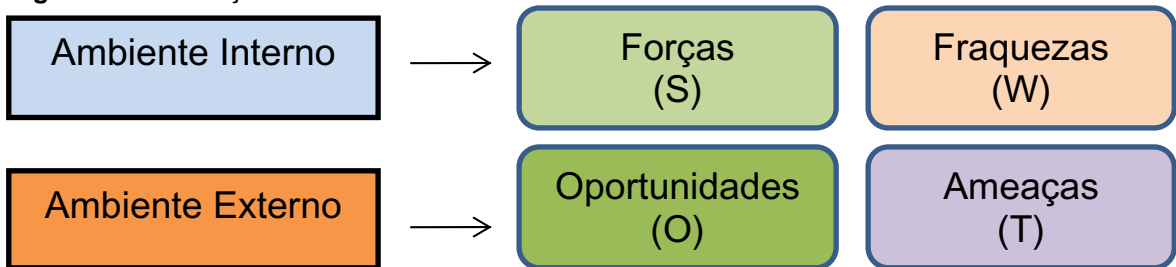 Ambiente Interno
Forças
(S)
Fraquezas
(W)
Ambiente Externo
Oportunidades
(O)
Ameaças
(T)